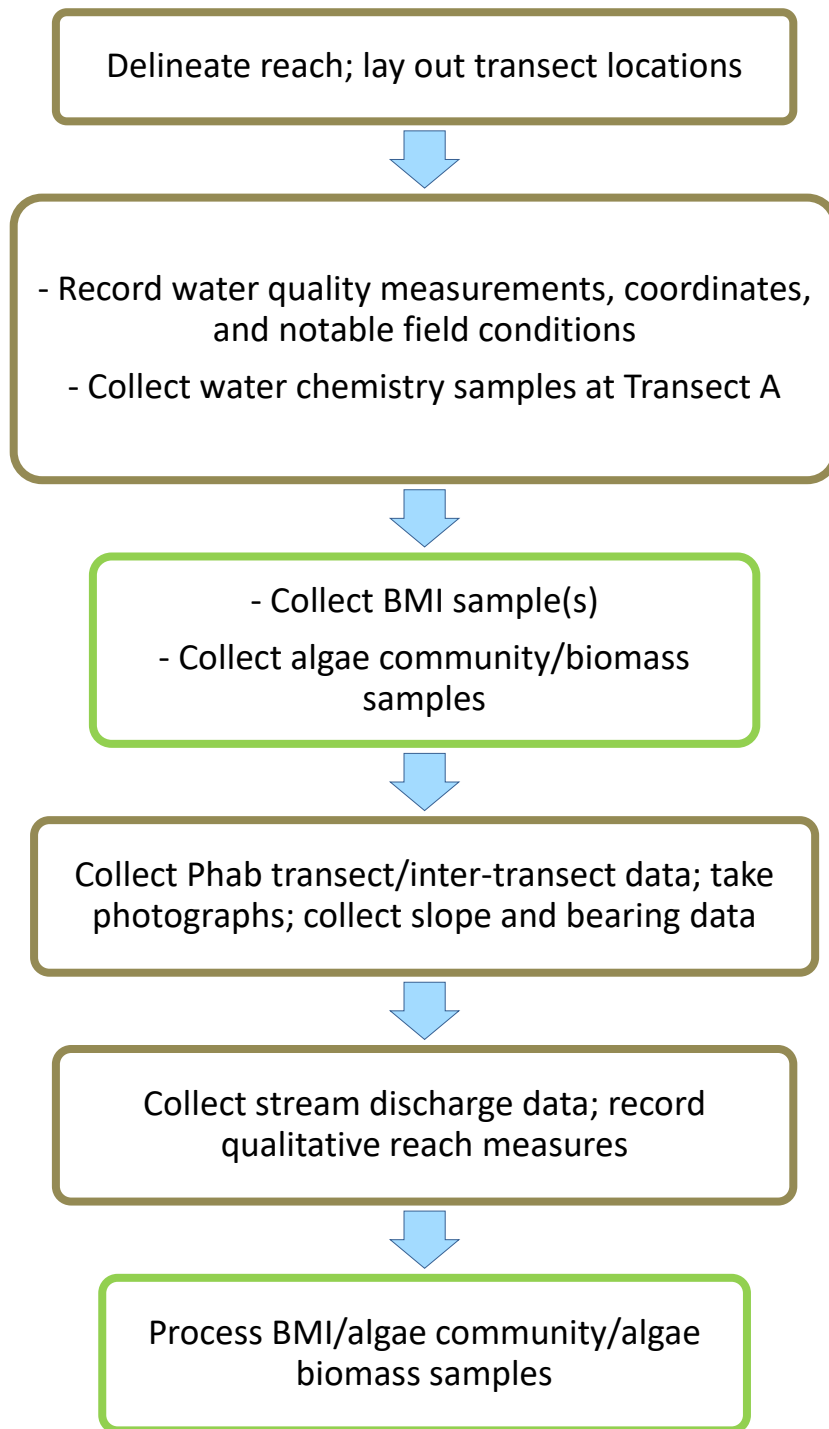 Delineate reach; lay out transect locations
- Record water quality measurements, coordinates,
and notable field conditions
- Collect water chemistry samples at Transect A
- Collect BMI sample(s)
- Collect algae community/biomass
samples
Collect Phab transect/inter-transect data; take
photographs; collect slope and bearing data
Collect stream discharge data; record
qualitative reach measures
Process BMI/algae community/algae
biomass samples